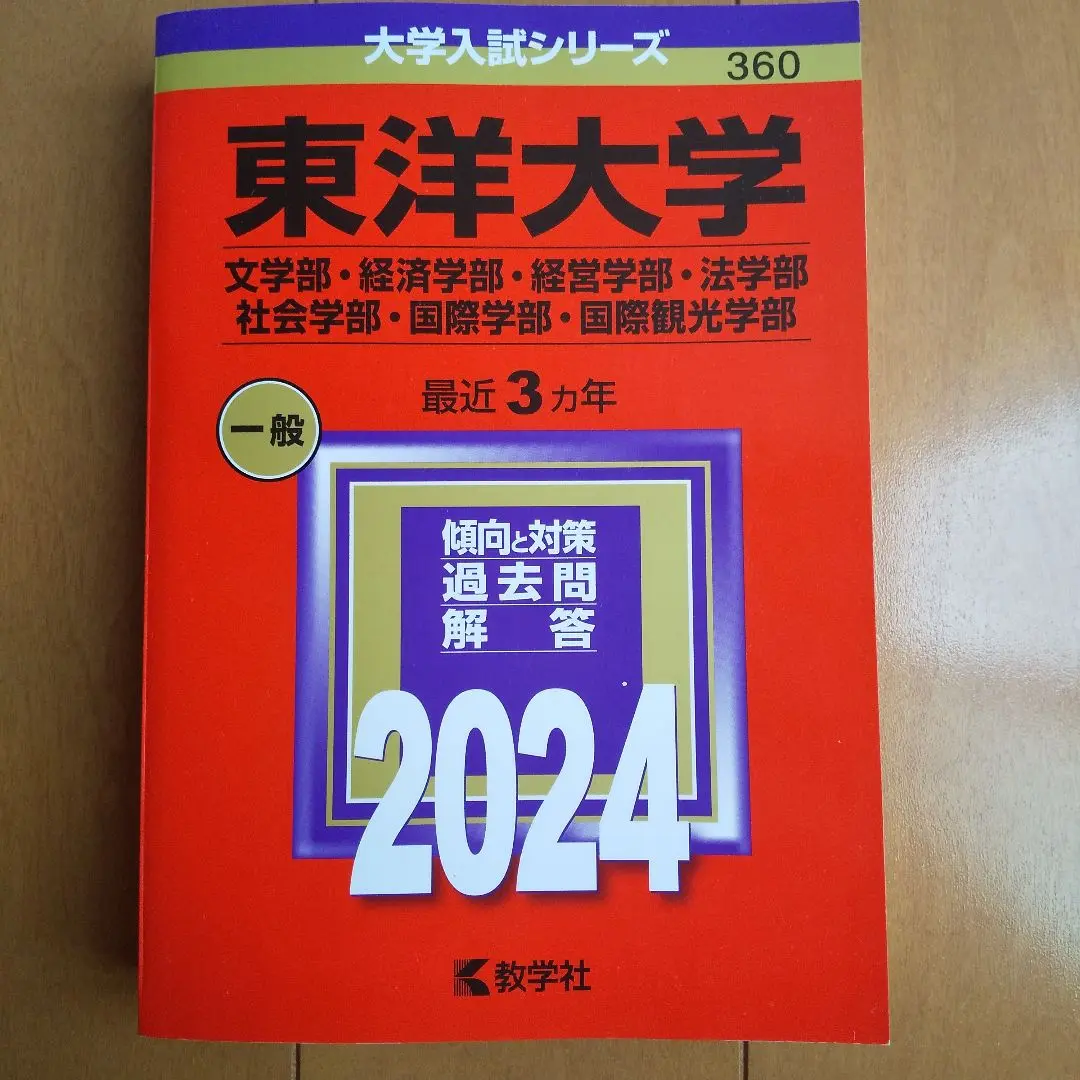 大学入試シリーズ
360
東洋大学
文学部・経済学部・経営学部・法学部
社会学部・国際学部・国際観光学部
最近3ヵ年
一般
傾向と対策
過去問
解答
2024
教学社